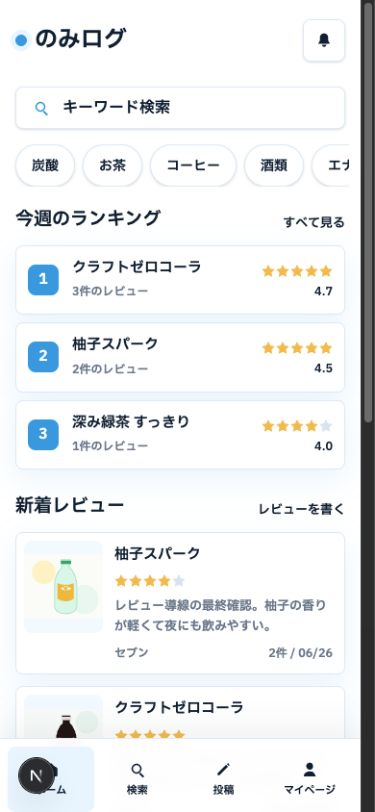 のみログ
キーワード検索
炭酸 お茶 コーヒー 酒類 エナ
今週のランキング すべて見る
1 クラフトゼロコーラ
3件のレビュー 4.7
2 柚子スパーク
2件のレビュー 4.5
3 深み緑茶 すっきり
1件のレビュー 4.0
新着レビュー レビューを書く
柚子スパーク
レビュー導線の最終確認。柚子の香り
が軽くて夜にも飲みやすい。
セブン 2件 / 06/26
クラフトゼロコーラ
N ーム 検索 投稿 マイページ